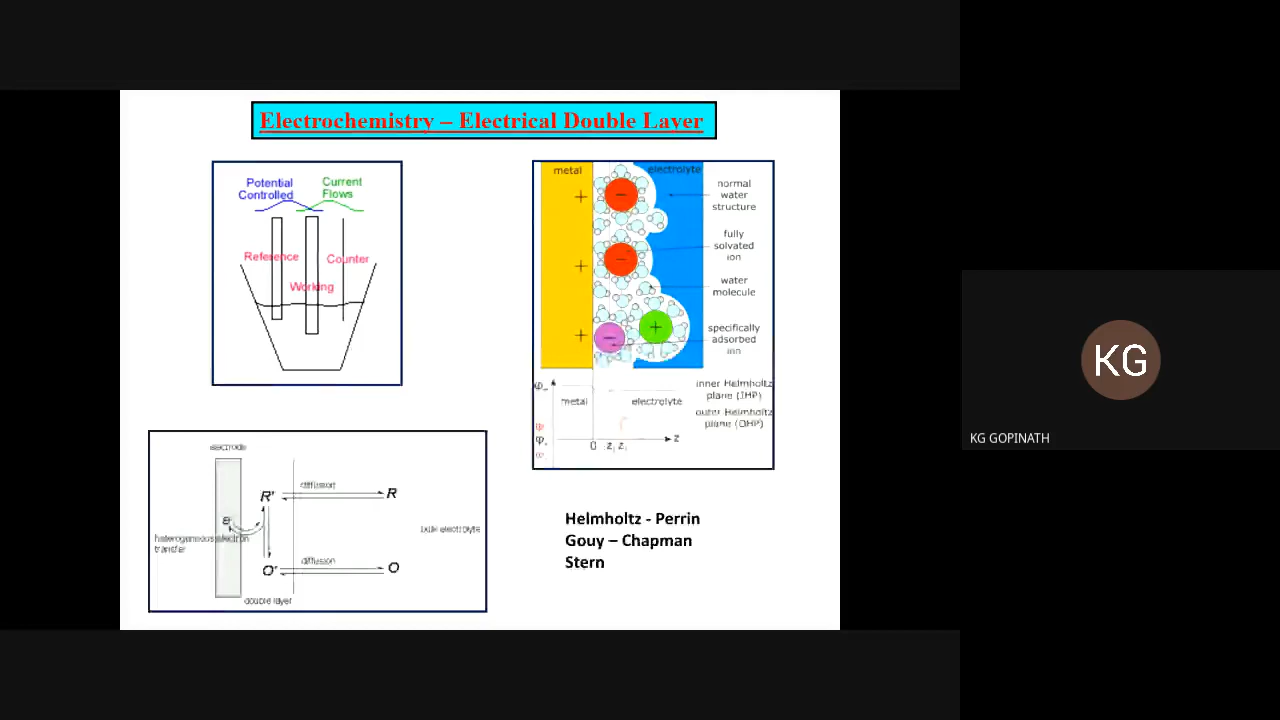 Electrochemistry – Electrical Double Layer
Potential
Controlled
Current
Flows
Reference
Counter
Working
metal
electrolyte
normal
water
structure
fully
solvated
ion
water
molecule
specifically
adsorbed
ion
inner Helmholtz
plane (IHP)
metal
electrolyte
outer Helmholtz
plane (OHP)
0
z
electrode
R'
diffusion
R
heterogeneous electron
transfer
electrolyte
O'
diffusion
O
double layer
Helmholtz - Perrin
Gouy – Chapman
Stern
KG
KG GOPINATH